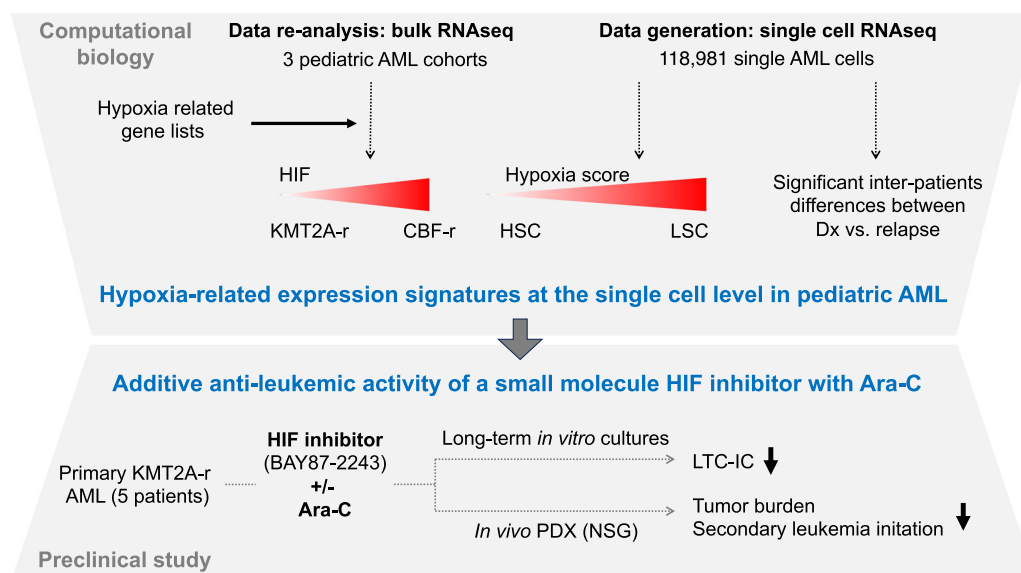 Computational
biology
Data re-analysis: bulk RNAseq
3 pediatric AML cohorts
Data generation: single cell RNAseq
118,981 single AML cells
Hypoxia related
gene lists
HIF
KMT2A-r
CBF-r
Hypoxia score
HSC
LSC
Significant inter-patients
differences between
Dx vs. relapse
Hypoxia-related expression signatures at the single cell level in pediatric AML
Additive anti-leukemic activity of a small molecule HIF inhibitor with Ara-C
Primary KMT2A-r
AML (5 patients)
HIF inhibitor
(BAY87-2243)
+/-
Ara-C
Long-term in vitro cultures
LTC-IC
In vivo PDX (NSG)
Tumor burden
Secondary leukemia initation
Preclinical study